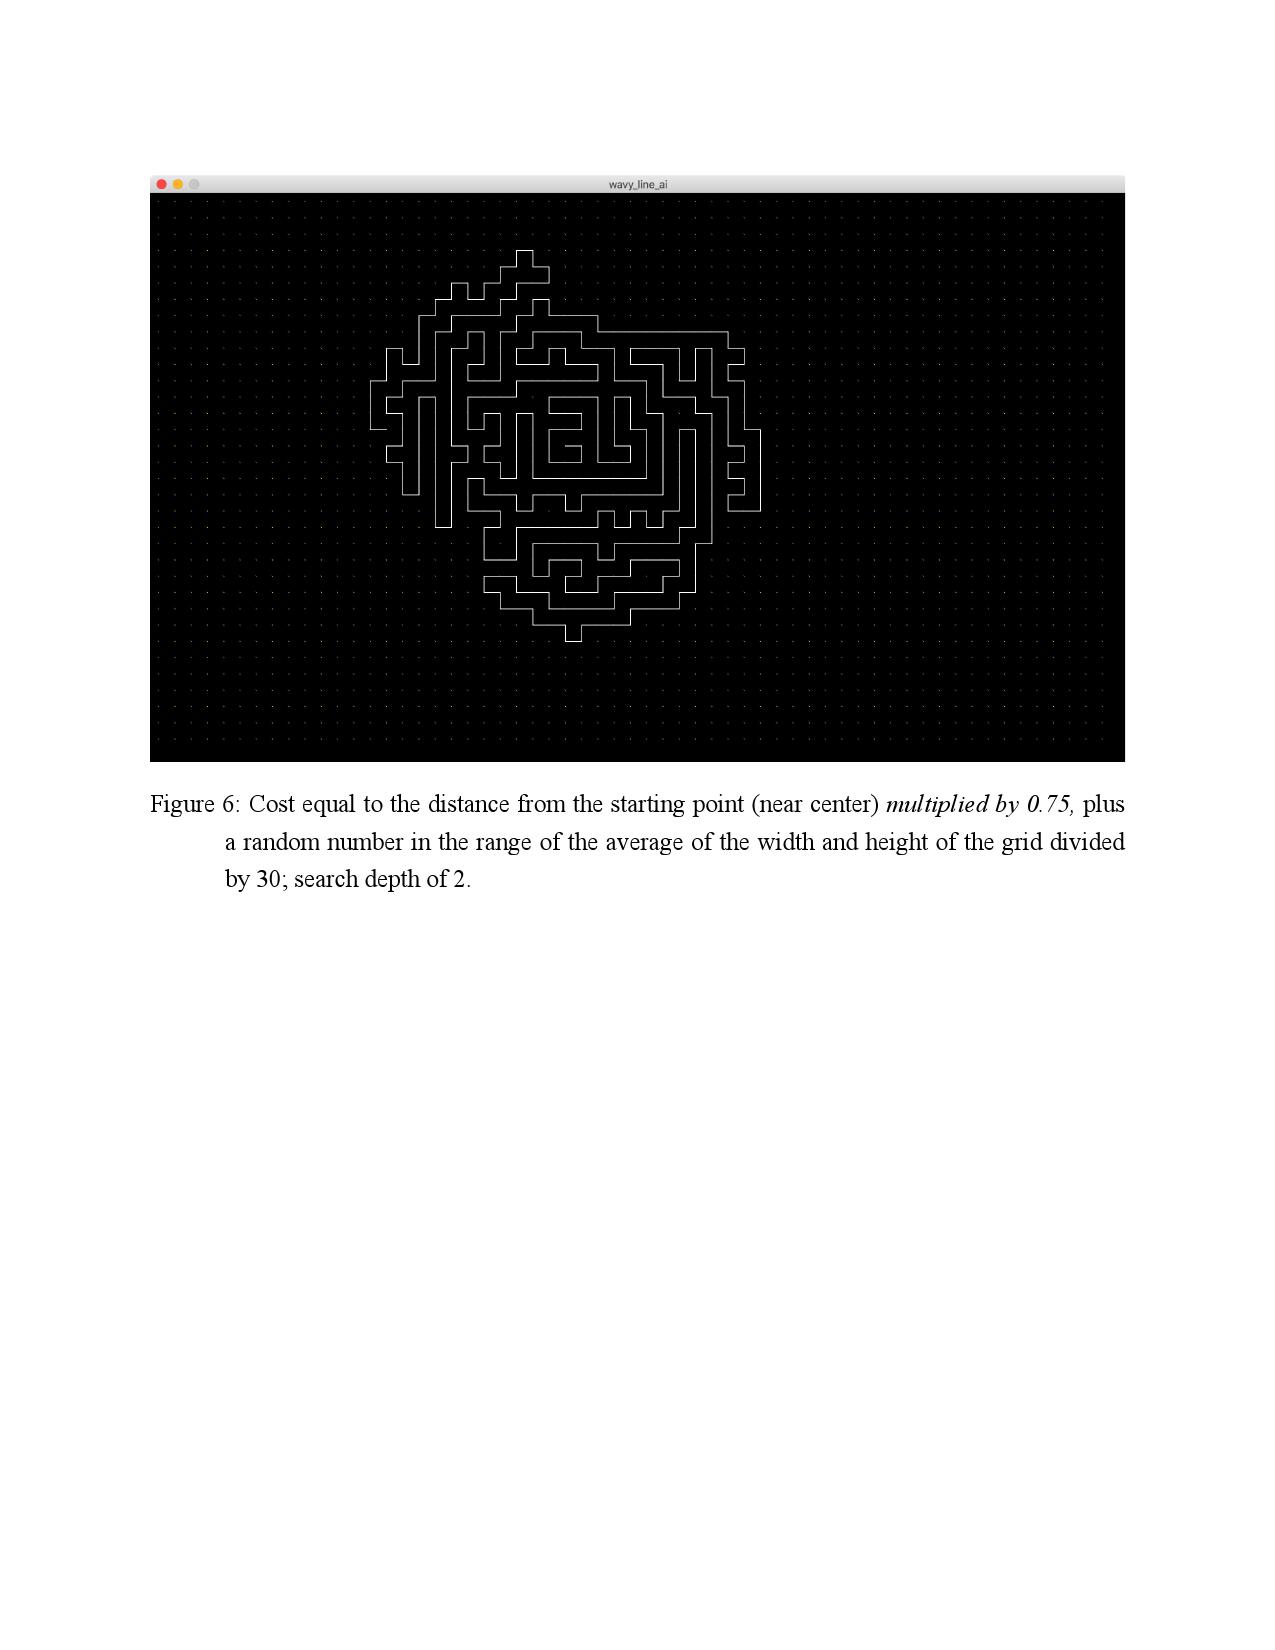 wavy_line_ai
Figure 6: Cost equal to the distance from the starting point (near center) multiplied by 0.75, plus
a random number in the range of the average of the width and height of the grid divided
by 30; search depth of 2.